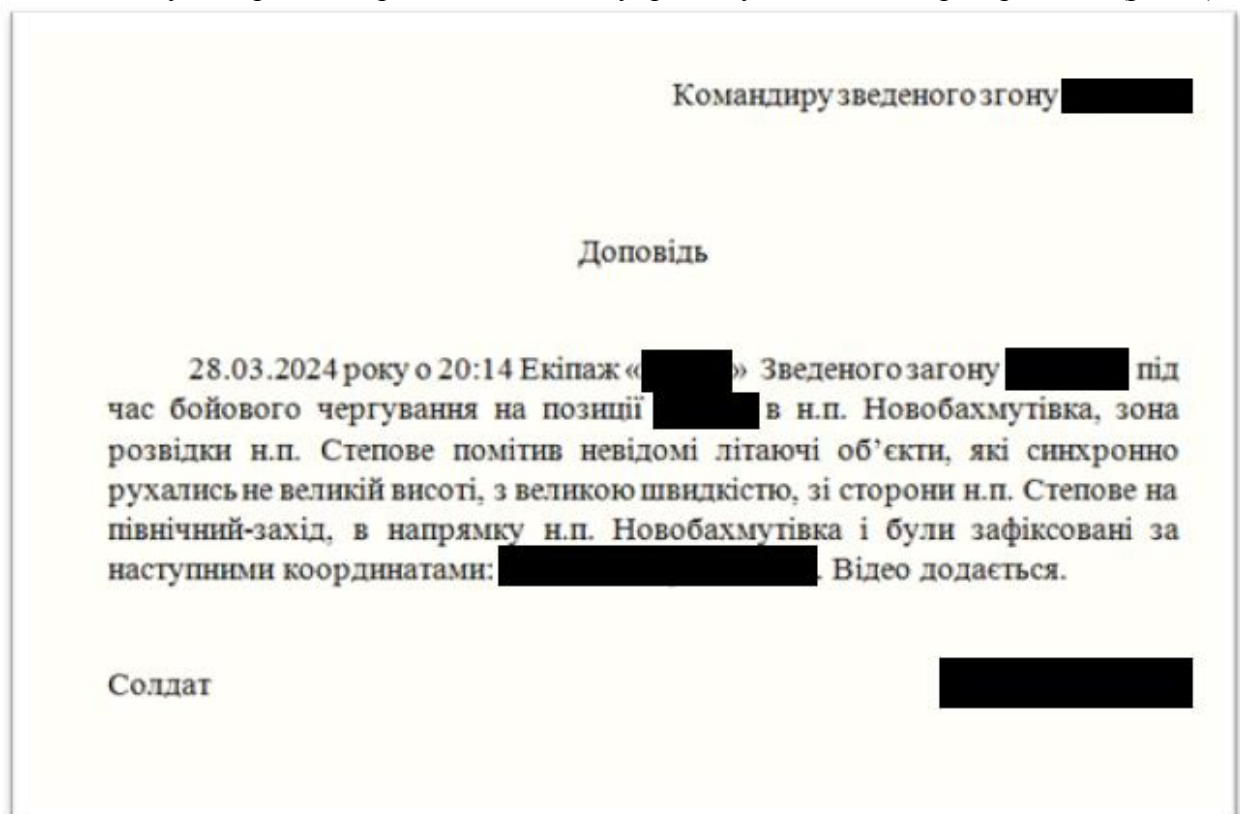 Командиру зведеного згону
Доповідь
28.03.2024 року о 20:14 Екіпаж « » Зведеного загону під
час бойового чергування на позиції в н.п. Новобахмутівка, зона
розвідки н.п. Степове помітив невідомі літаючі об’єкти, які синхронно
рухались не великій висоті, з великою швидкістю, зі сторони н.п. Степове на
північний-захід, в напрямку н.п. Новобахмутівка і були зафіксовані за
наступними координатами: . Відео додається.
Солдат